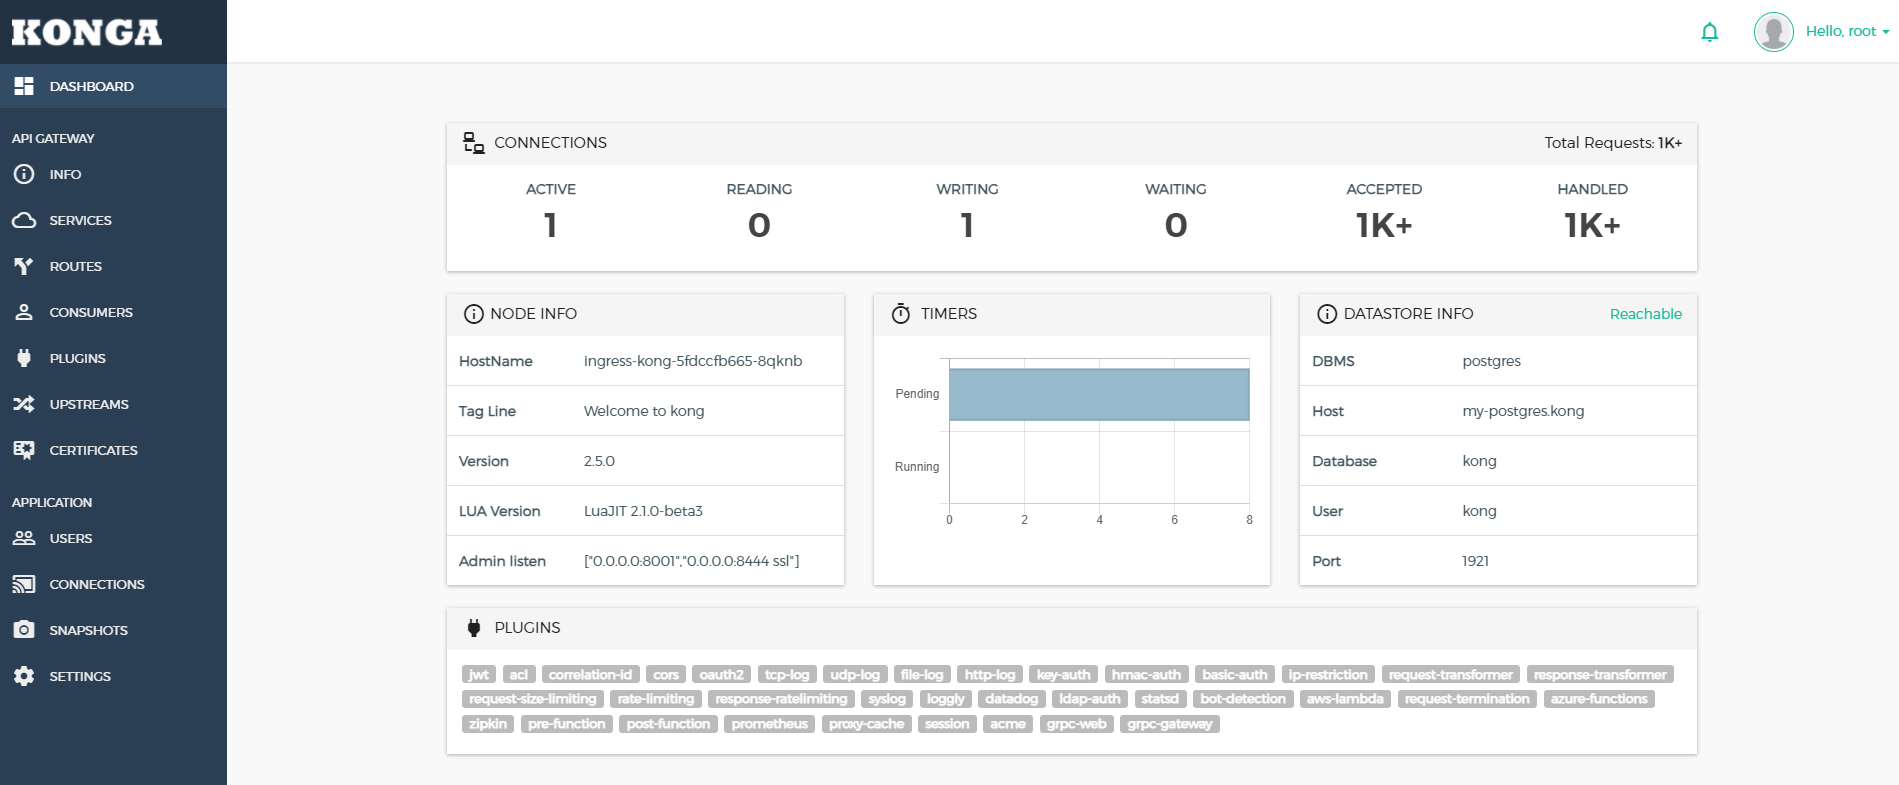 KONGA
Hello, root
DASHBOARD
API GATEWAY
INFO
SERVICES
ROUTES
CONSUMERS
PLUGINS
UPSTREAMS
CERTIFICATES
APPLICATION
USERS
CONNECTIONS
SNAPSHOTS
SETTINGS
CONNECTIONS Total Requests: 1K+
ACTIVE READING WRITING WAITING ACCEPTED HANDLED
1 0 1 0 1K+ 1K+
NODE INFO
HostName ingress-kong-5fdccfb665-8qknb
Tag Line Welcome to kong
Version 2.5.0
LUA Version LuaJIT 2.1.0-beta3
Admin listen ["0.0.0.0:8001","0.0.0.0:8444 ssl"]
TIMERS
Pending
Running
0 2 4 6 8
DATASTORE INFO Reachable
DBMS postgres
Host my-postgres.kong
Database kong
User kong
Port 1921
PLUGINS
jwt acl correlation-id cors oauth2 tcp-log udp-log file-log http-log key-auth hmac-auth basic-auth ip-restriction request-transformer response-transformer
request-size-limiting rate-limiting response-ratelimiting syslog loggly datadog ldap-auth statsd bot-detection aws-lambda request-termination azure-functions
zipkin pre-function post-function prometheus proxy-cache session acme grpc-web grpc-gateway